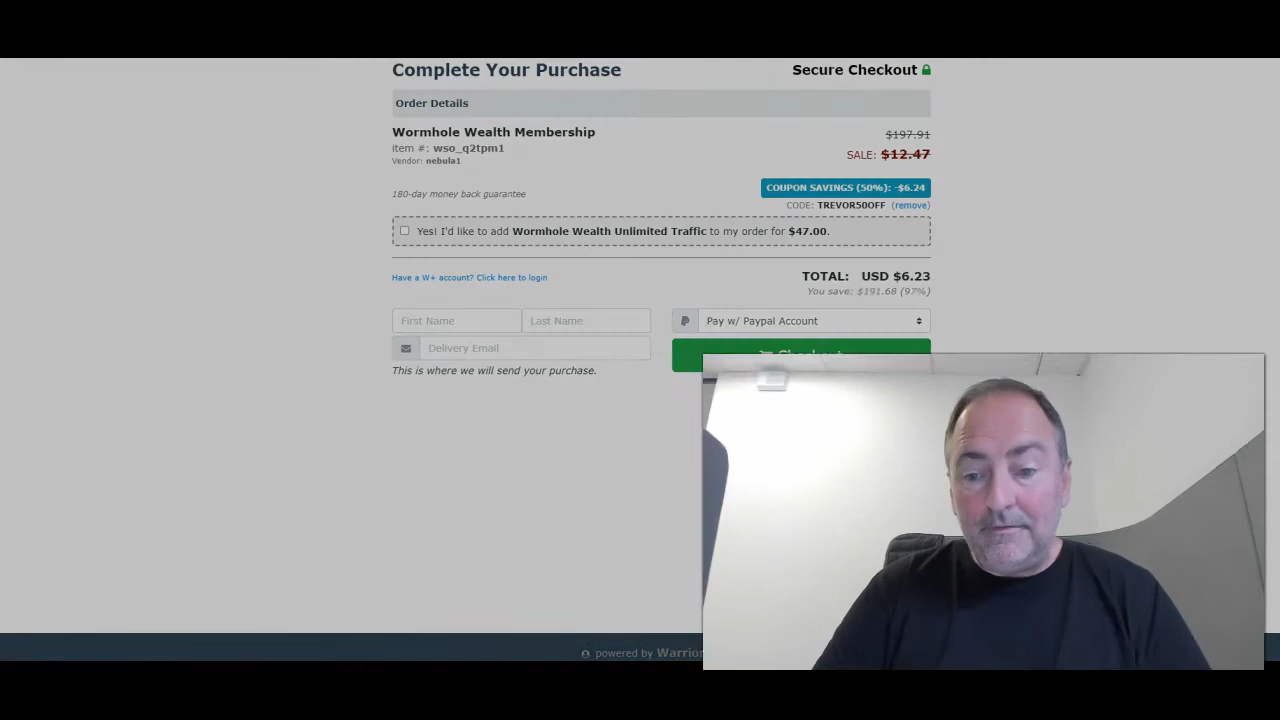 Complete Your Purchase
Secure Checkout
Order Details
Wormhole Wealth Membership
$197.91
item #: wso_q2tpm1
SALE: $12.47
Vendor: nebula1
COUPON SAVINGS (50%): -$6.24
180-day money back guarantee
CODE: TREVOR50OFF (remove)
Yes! I'd like to add Wormhole Wealth Unlimited Traffic to my order for $47.00.
Have a W+ account? Click here to login
TOTAL: USD $6.23
You save: $191.68 (97%)
First Name
Last Name
Pay w/ Paypal Account
Delivery Email
Checkout
This is where we will send your purchase.
powered by Warrior